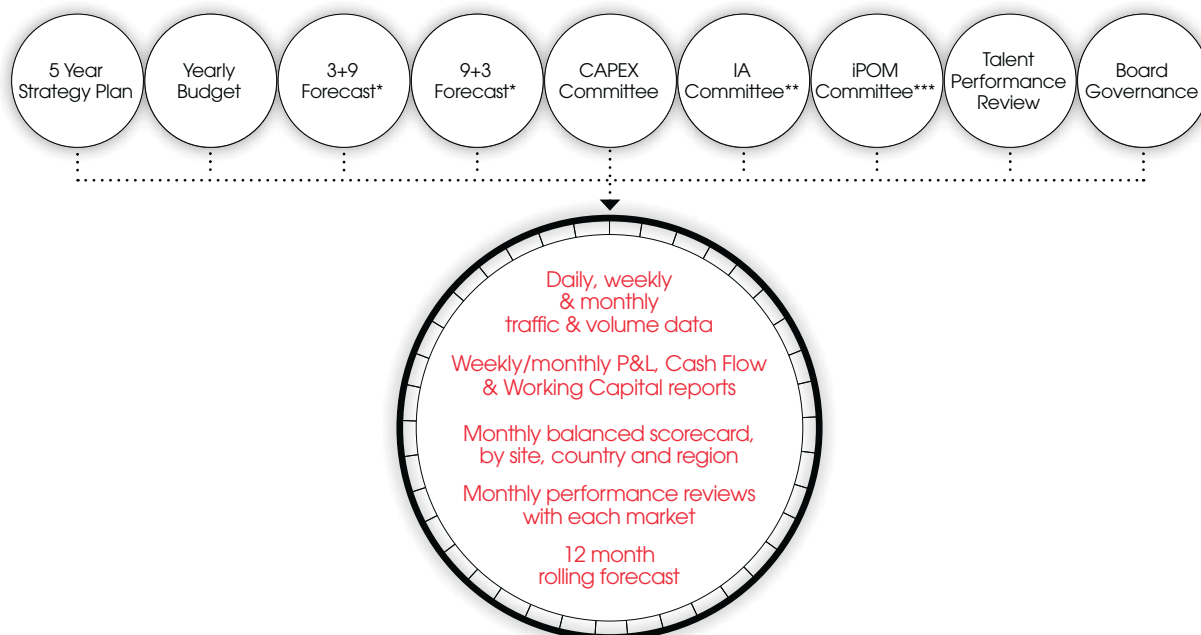 5 Year
Strategy Plan
Yearly
Budget
3+9
Forecast*
9+3
Forecast*
CAPEX
Committee
IA
Committee**
iPOM
Committee***
Talent
Performance
Review
Board
Governance
Daily, weekly
& monthly
traffic & volume data
Weekly/monthly P&L, Cash Flow
& Working Capital reports
Monthly balanced scorecard,
by site, country and region
Monthly performance reviews
with each market
12 month
rolling forecast